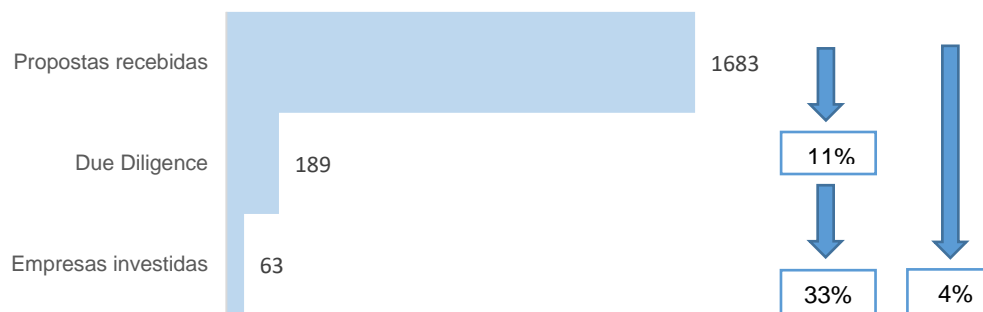 Propostas recebidas
1683
11%
Due Diligence
189
Empresas investidas
63
33%
4%